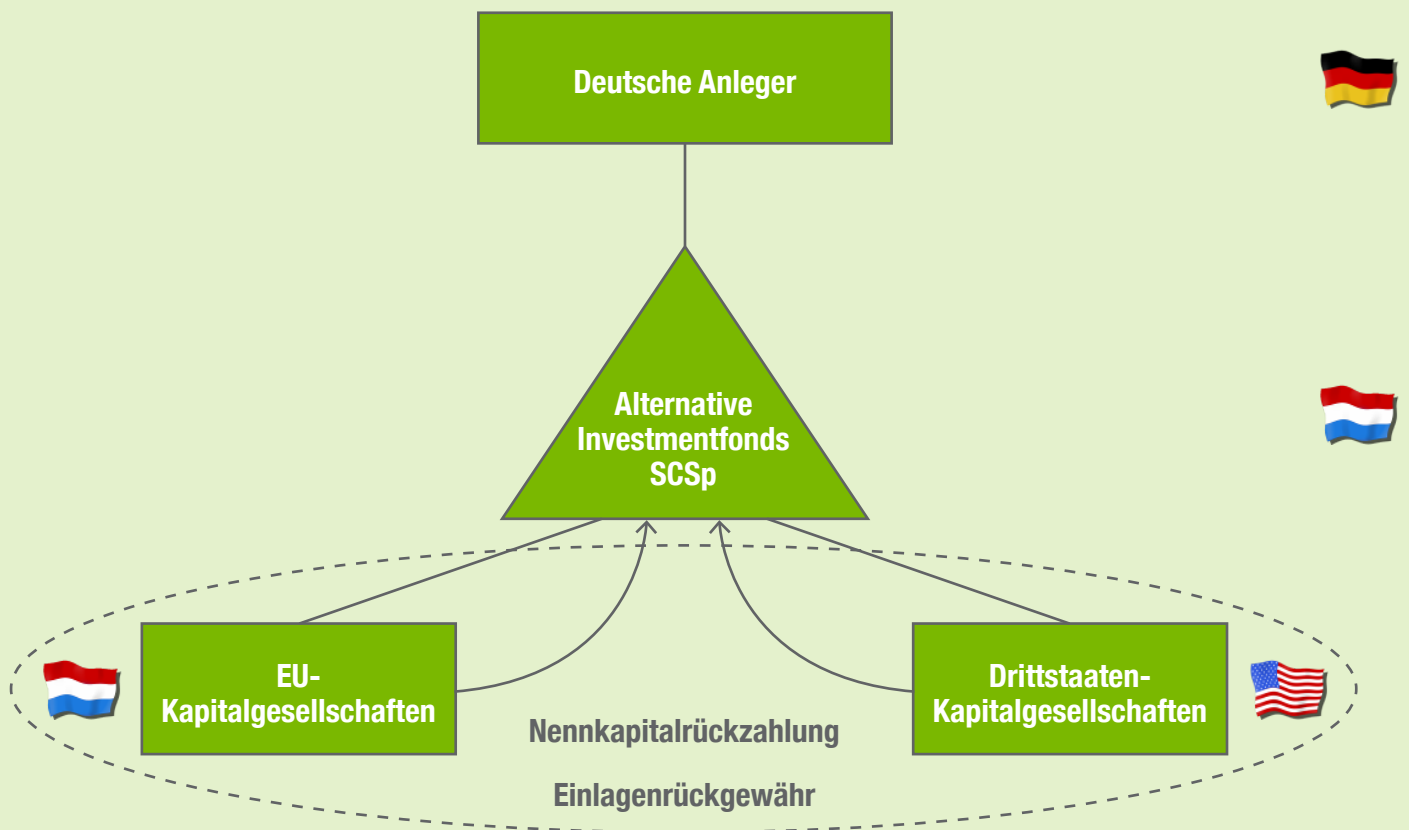 Deutsche Anleger
Alternative
Investmentfonds
SCSp
EU-
Kapitalgesellschaften
Drittstaaten-
Kapitalgesellschaften
Nennkapitalrückzahlung
Einlagenrückgewähr